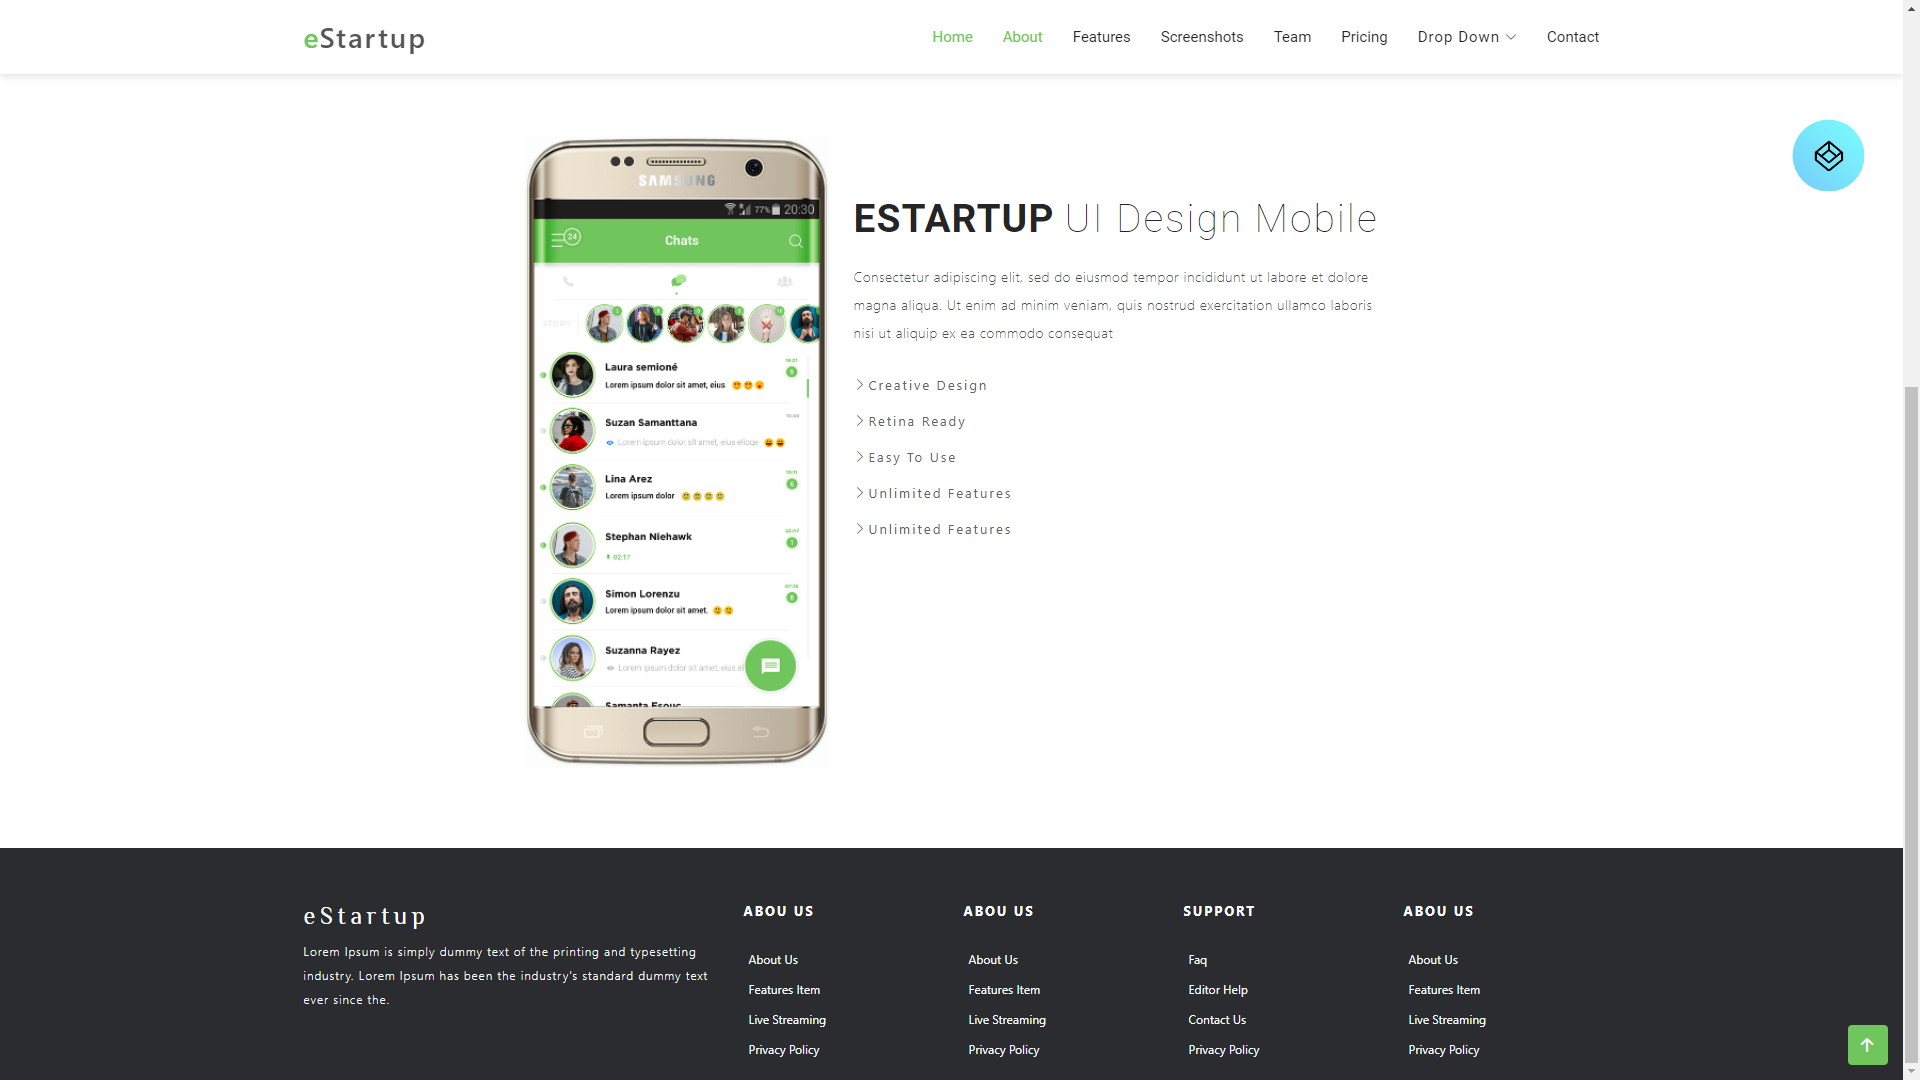 eStartup
Home About Features Screenshots Team Pricing Drop Down Contact
SAMSUNG
77% 20:30
24 Chats
STORY
Laura semioné
Lorem ipsum dolor sit amet, eius
Suzan Samanttana
Lorem ipsum dolor sit amet, eius elioqe
Lina Arez
Lorem ipsum dolor
6
Stephan Niehawk
02:17
1
Simon Lorenzu
Lorem ipsum dolor sit amet.
8
Suzanna Rayez
Lorem ipsum dolor sit amet, eius
Samanta Esouc
ESTARTUP UI Design Mobile
Consectetur adipiscing elit, sed do eiusmod tempor incididunt ut labore et dolore
magna aliqua. Ut enim ad minim veniam, quis nostrud exercitation ullamco laboris
nisi ut aliquip ex ea commodo consequat
Creative Design
Retina Ready
Easy To Use
Unlimited Features
Unlimited Features
eStartup
Lorem Ipsum is simply dummy text of the printing and typesetting
industry. Lorem Ipsum has been the industry's standard dummy text
ever since the.
ABOU US
About Us
Features Item
Live Streaming
Privacy Policy
ABOU US
About Us
Features Item
Live Streaming
Privacy Policy
SUPPORT
Faq
Editor Help
Contact Us
Privacy Policy
ABOU US
About Us
Features Item
Live Streaming
Privacy Policy